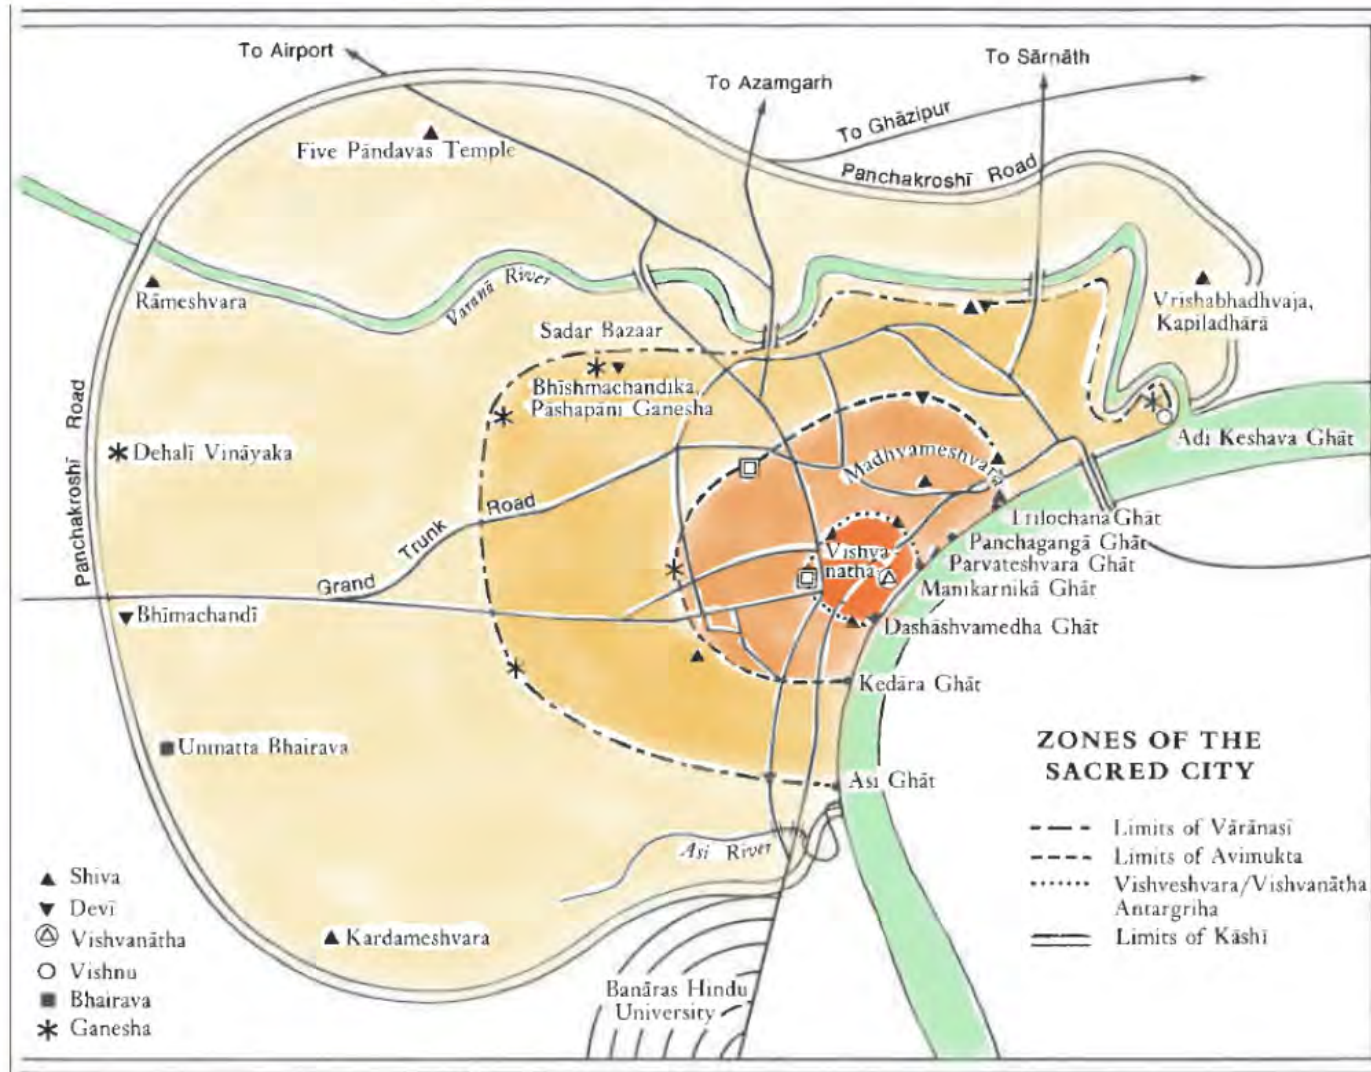 To Airport
To Azamgarh
To Sārnāth
To Ghāzipur
Panchakroshī Road
Five Pāndavas Temple
Rāmeshvara
Varanā River
Sadar Bazaar
Vrishabhadhvaja,
Kapiladhārā
Bhīshmachandika,
Pāshapāni Ganesha
Panchakroshī Road
Dehalī Vināyaka
Adi Keshava Ghāt
Madhyameshvara
Grand Trunk Road
Trilochana Ghāt
Panchagangā Ghāt
Vishva
natha
Parvateshvara Ghāt
Manikarnikā Ghāt
Bhīmachandī
Dashāshvamedha Ghāt
Kedāra Ghāt
Unmatta Bhairava
Asi Ghāt
Asi River
Kardameshvara
Banāras Hindu
University
ZONES OF THE
SACRED CITY
Limits of Vārānasī
Limits of Avimukta
Vishveshvara/Vishvanātha
Antargriha
Limits of Kāshī
Shiva
Devī
Vishvanātha
Vishnu
Bhairava
Ganesha